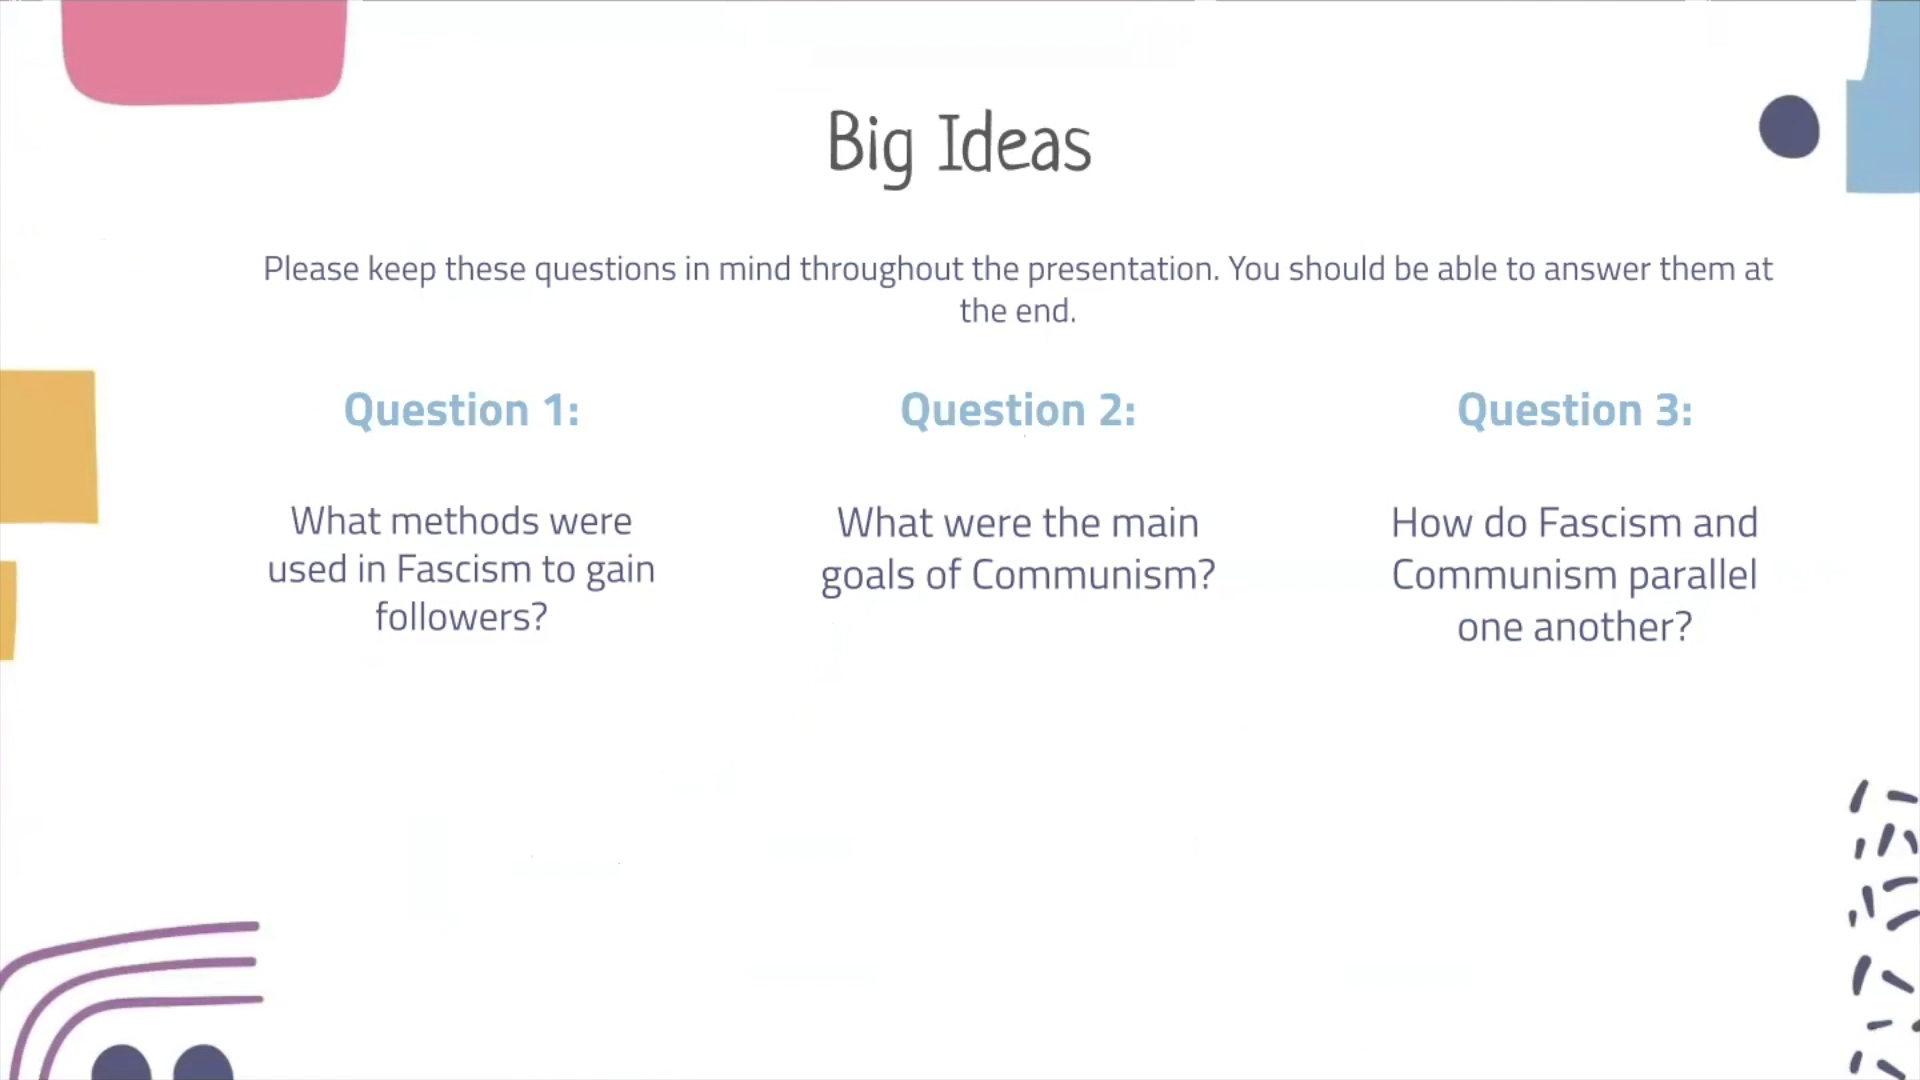 Big Ideas
Please keep these questions in mind throughout the presentation. You should be able to answer them at
the end.
Question 1:
What methods were
used in Fascism to gain
followers?
Question 2:
What were the main
goals of Communism?
Question 3:
How do Fascism and
Communism parallel
one another?